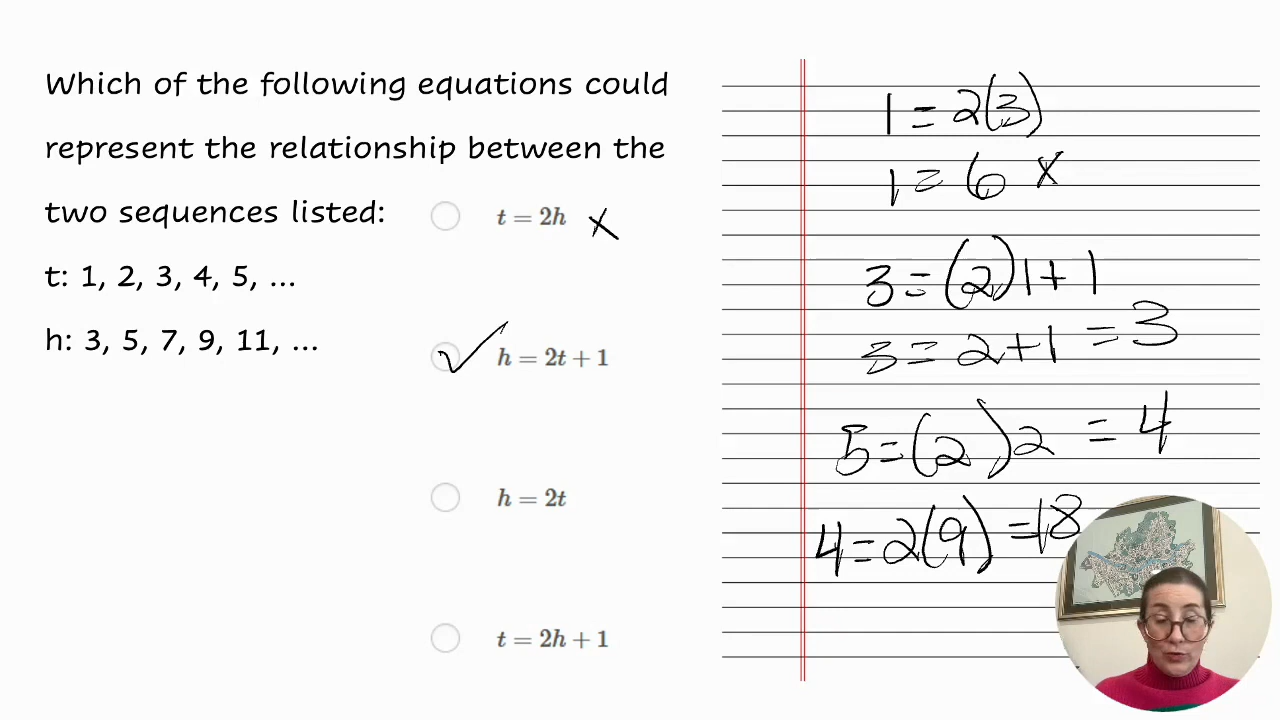 Which of the following equations could
represent the relationship between the
two sequences listed:
t: 1, 2, 3, 4, 5, ...
h: 3, 5, 7, 9, 11, ...
t = 2h x
h = 2t + 1
h = 2t
t = 2h + 1
1 = 2(3)
1 = 6 x
3 = (2)1 + 1
3 = 2 + 1 = 3
5 = (2)2 = 4
4 = 2(9) = 18